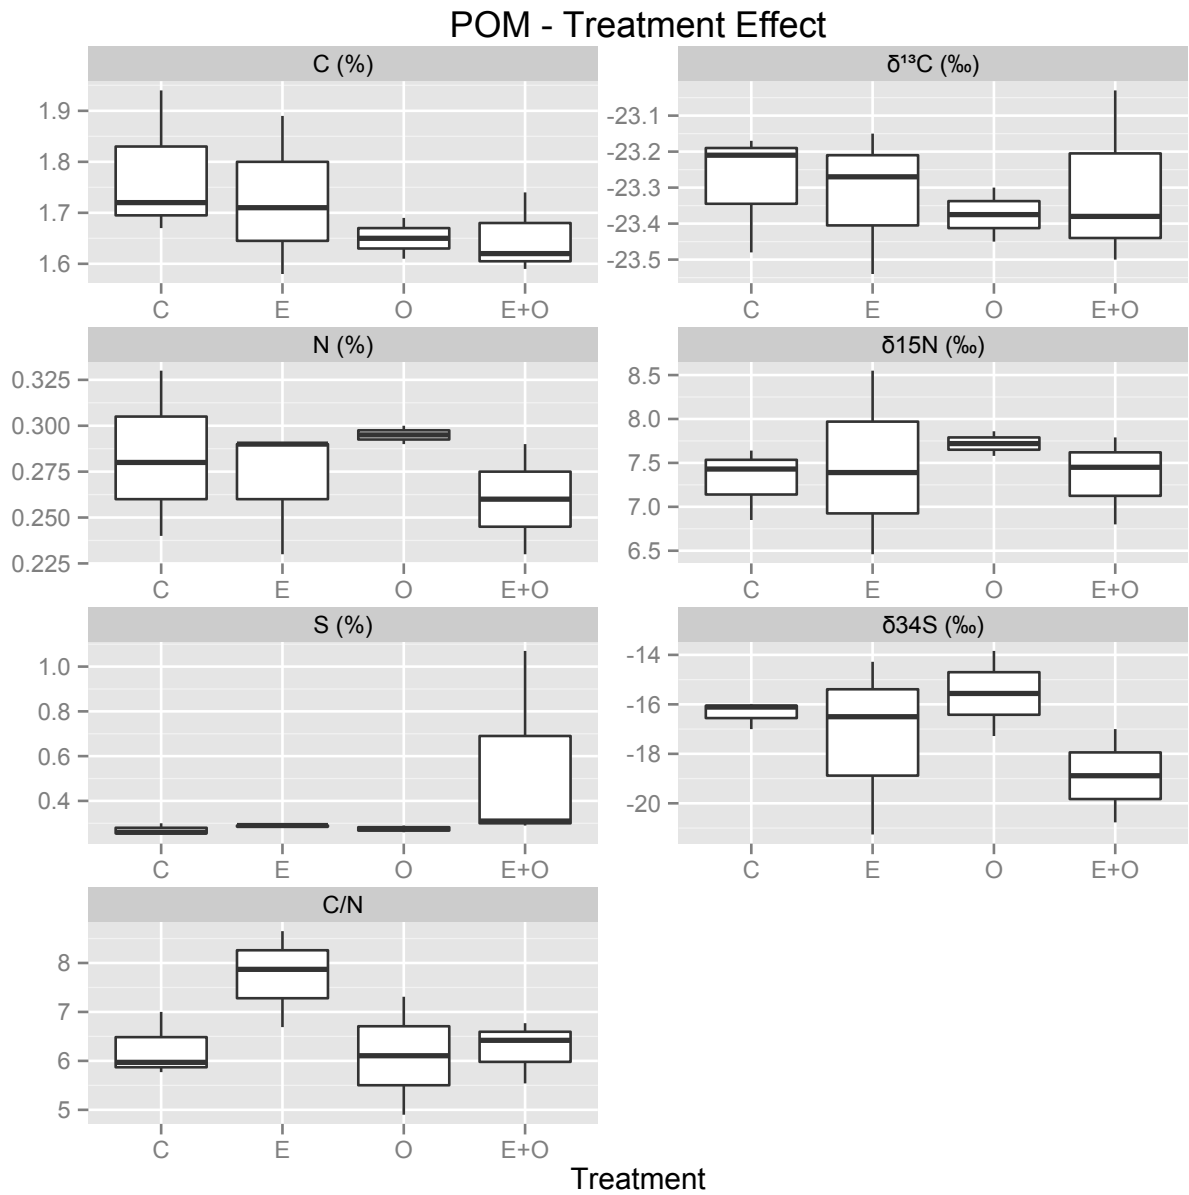 POM - Treatment Effect
C (%)
1.9
1.8
1.7
1.6
C E O E+O
δ¹³C (‰)
-23.1
-23.2
-23.3
-23.4
-23.5
C E O E+O
N (%)
0.325
0.300
0.275
0.250
0.225
C E O E+O
δ15N (‰)
8.5
8.0
7.5
7.0
6.5
C E O E+O
S (%)
1.0
0.8
0.6
0.4
C E O E+O
δ34S (‰)
-14
-16
-18
-20
C E O E+O
C/N
8
7
6
5
C E O E+O
Treatment